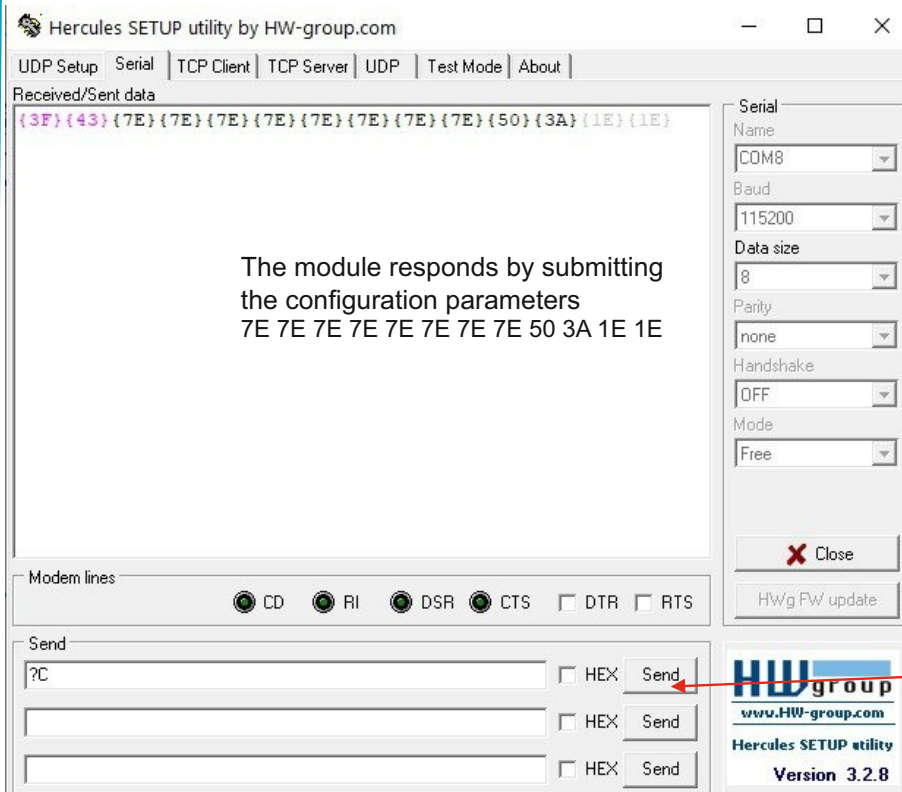 Hercules SETUP utility by HW-group.com
UDP Setup Serial TCP Client TCP Server UDP Test Mode About
Received/Sent data
{3F}{43}{7E}{7E}{7E}{7E}{7E}{7E}{7E}{7E}{50}{3A}{1E}{1E}
The module responds by submitting
the configuration parameters
7E 7E 7E 7E 7E 7E 7E 7E 50 3A 1E 1E
Serial
Name
COM8
Baud
115200
Data size
8
Parity
none
Handshake
OFF
Mode
Free
Close
HWg FW update
Modem lines
CD RI DSR CTS DTR RTS
Send
?C HEX Send
HEX Send
HEX Send
HWgroup
www.HW-group.com
Hercules SETUP utility
Version 3.2.8